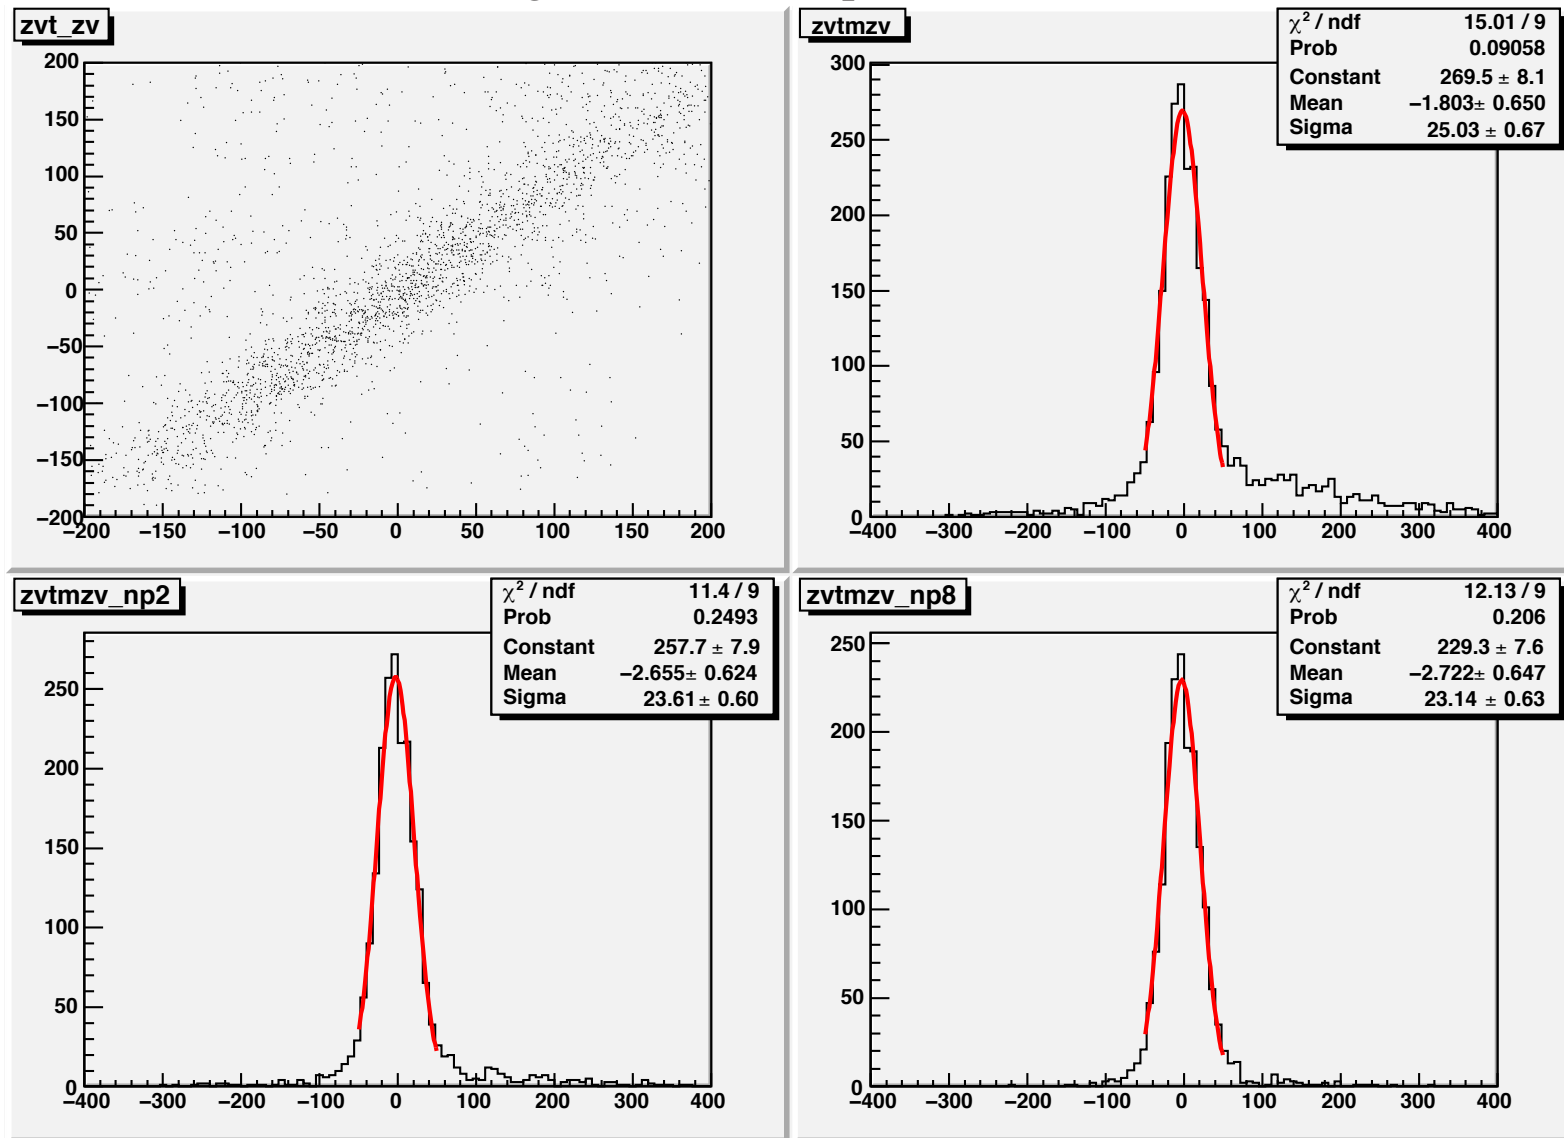 zvt_zv
200
150
100
50
0
−50
−100
−150
−200
−200 −150 −100 −50 0 50 100 150 200
zvtmzv
χ² / ndf 15.01 / 9
Prob 0.09058
Constant 269.5 ± 8.1
Mean −1.803± 0.650
Sigma 25.03 ± 0.67
300
250
200
150
100
50
0
−400 −300 −200 −100 0 100 200 300 400
zvtmzv_np2
χ² / ndf 11.4 / 9
Prob 0.2493
Constant 257.7 ± 7.9
Mean −2.655± 0.624
Sigma 23.61 ± 0.60
250
200
150
100
50
0
−400 −300 −200 −100 0 100 200 300 400
zvtmzv_np8
χ² / ndf 12.13 / 9
Prob 0.206
Constant 229.3 ± 7.6
Mean −2.722± 0.647
Sigma 23.14 ± 0.63
250
200
150
100
50
0
−400 −300 −200 −100 0 100 200 300 400